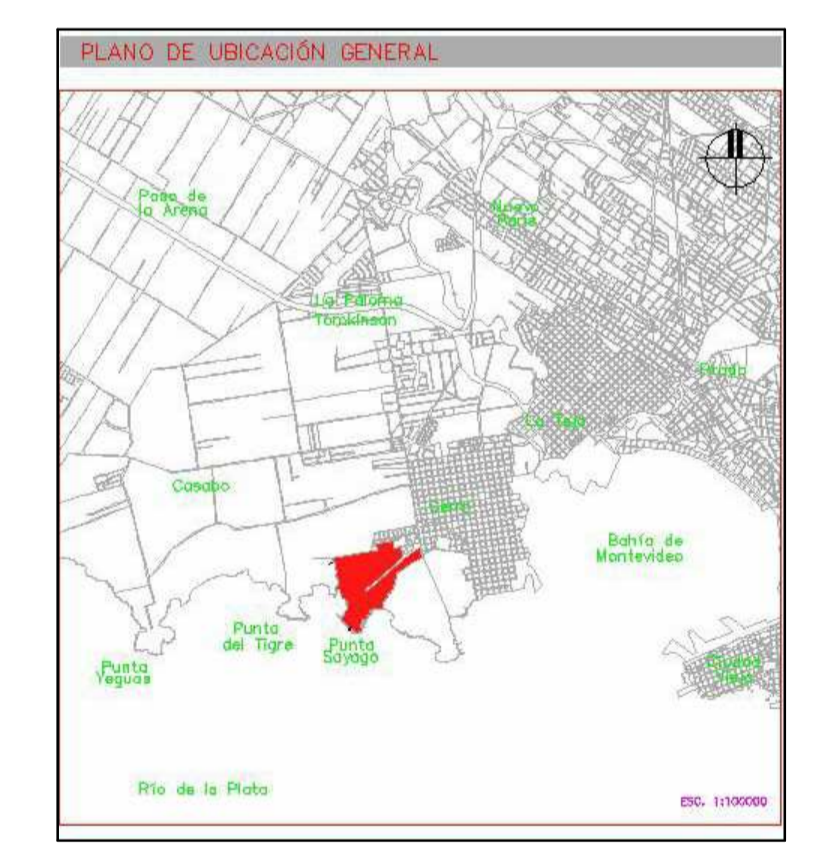 PLANO DE UBICACIÓN GENERAL
Paso de
la Arena
Nuevo
París
La Paloma
Tomkinson
Prado
La Teja
Casabo
Cerro
Bahía de
Montevideo
Punta
del Tigre
Punta
Sayago
Punta
Yeguas
Ciudad
Vieja
Río de la Plata
ESC. 1:100000